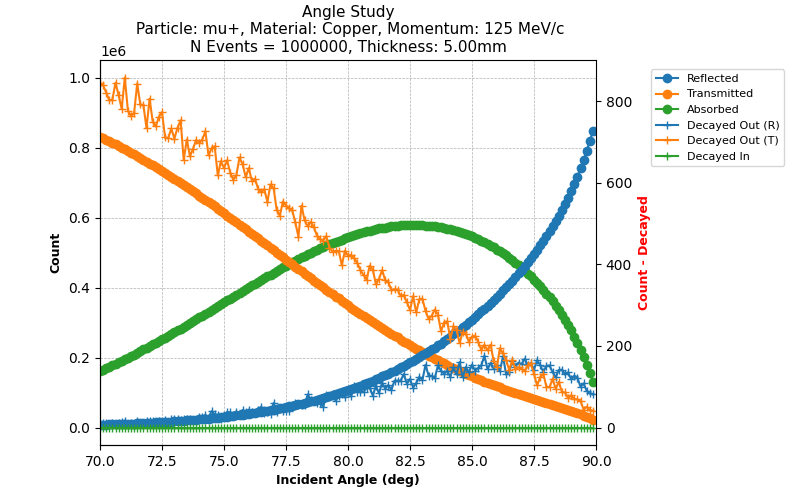 Angle Study
Particle: mu+, Material: Copper, Momentum: 125 MeV/c
N Events = 1000000, Thickness: 5.00mm
1e6
1.0
0.8
0.6
0.4
0.2
0.0
Count
70.0 72.5 75.0 77.5 80.0 82.5 85.0 87.5 90.0
Incident Angle (deg)
800
600
400
200
0
Count - Decayed
Reflected
Transmitted
Absorbed
Decayed Out (R)
Decayed Out (T)
Decayed In